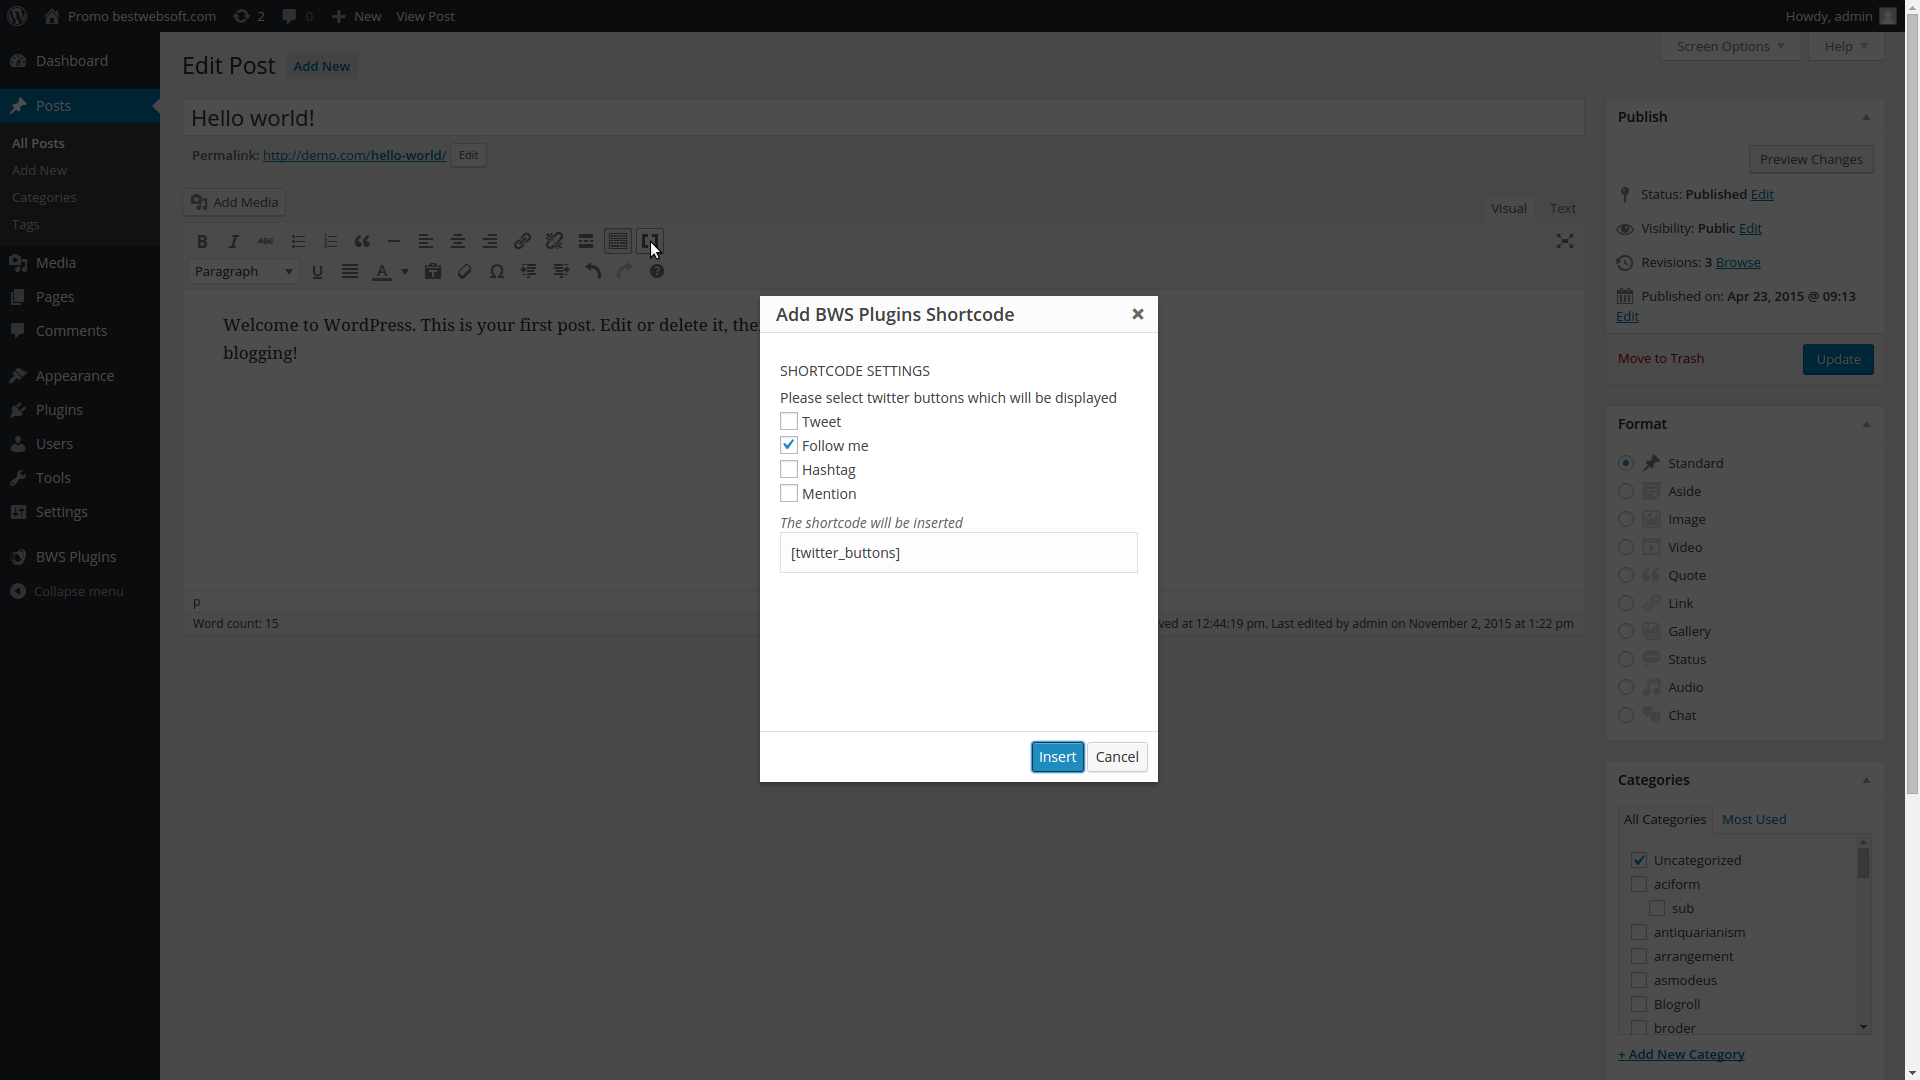 Promo bestwebsoft.com 2 0 New View Post Howdy, admin
Dashboard
Posts
All Posts
Add New
Categories
Tags
Media
Pages
Comments
Appearance
Plugins
Users
Tools
Settings
BWS Plugins
Collapse menu
Screen Options Help
Edit Post Add New
Hello world!
Permalink: http://demo.com/hello-world/ Edit
Add Media
Visual Text
B I ABC
Paragraph U A Ω ?
Welcome to WordPress. This is your first post. Edit or delete it,
blogging!
p
Word count: 15
at 12:44:19 pm. Last edited by admin on November 2, 2015 at 1:22 pm
Add BWS Plugins Shortcode
SHORTCODE SETTINGS
Please select twitter buttons which will be displayed
Tweet
Follow me
Hashtag
Mention
The shortcode will be inserted
[twitter_buttons]
Insert Cancel
Publish
Preview Changes
Status: Published Edit
Visibility: Public Edit
Revisions: 3 Browse
Published on: Apr 23, 2015 @ 09:13
Edit
Move to Trash Update
Format
Standard
Aside
Image
Video
Quote
Link
Gallery
Status
Audio
Chat
Categories
All Categories Most Used
Uncategorized
aciform
sub
antiquarianism
arrangement
asmodeus
Blogroll
broder
+ Add New Category